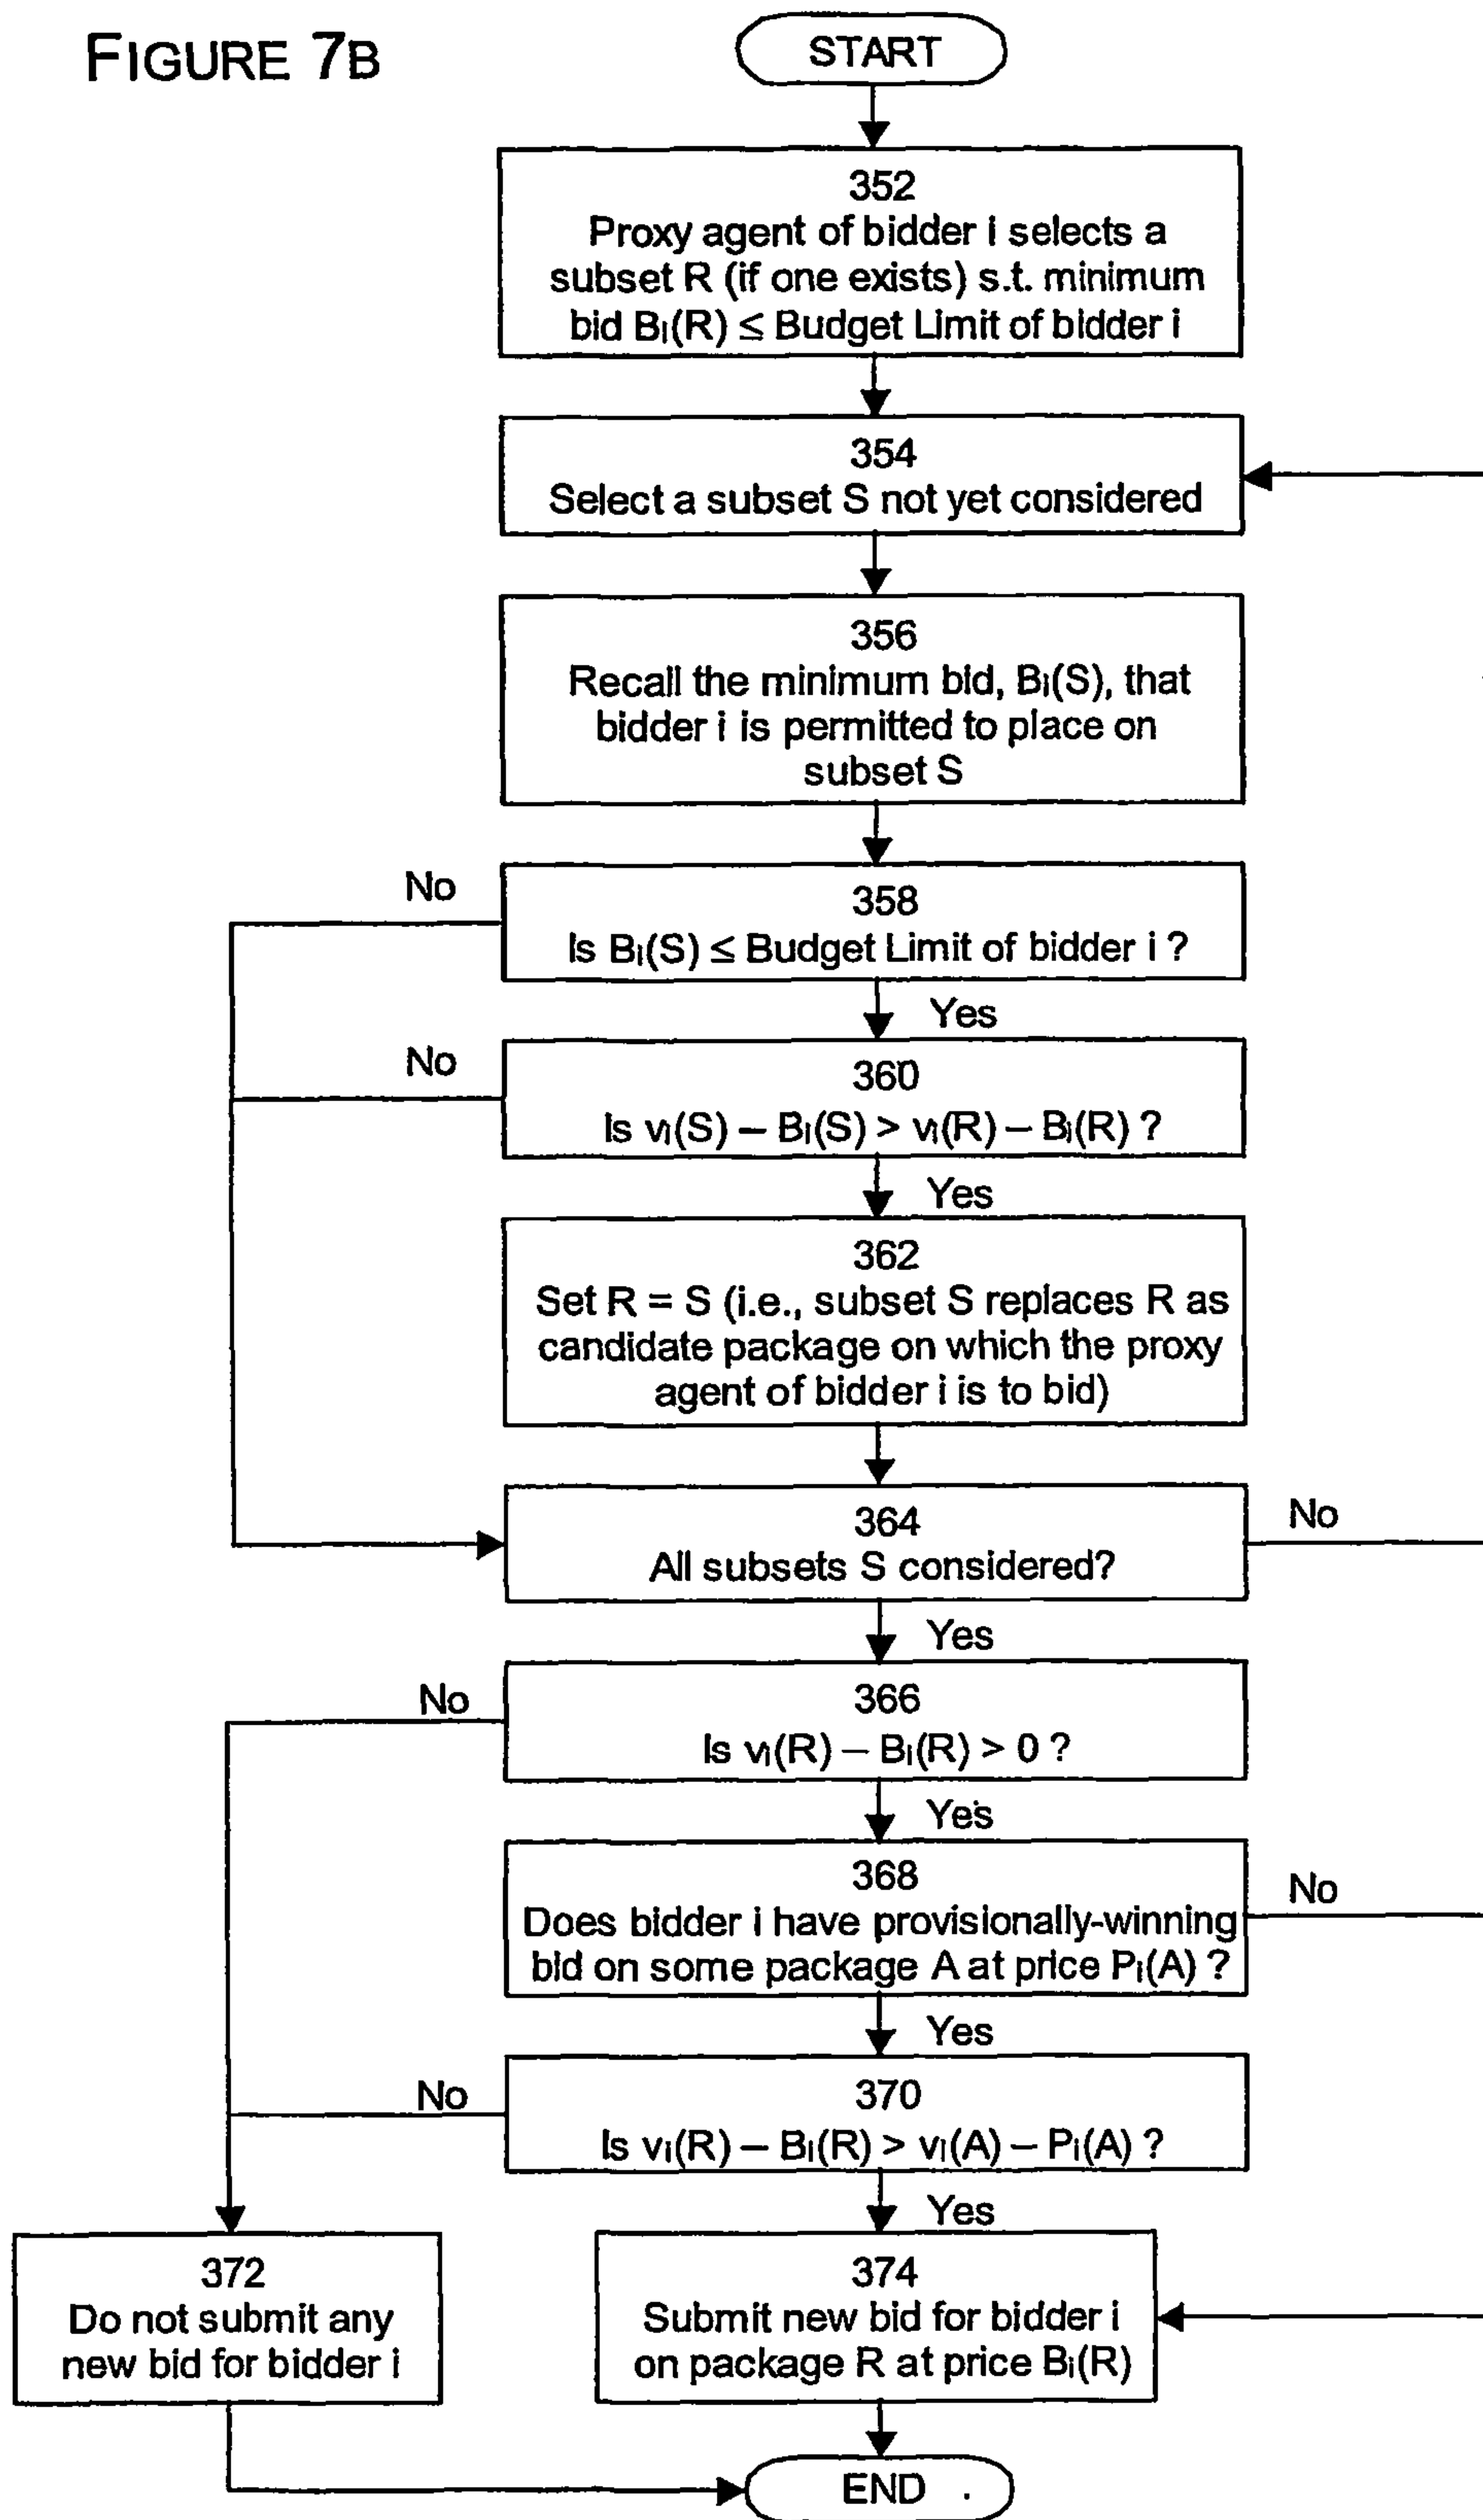 FIGURE 7B
START
352
Proxy agent of bidder i selects a
subset R (if one exists) s.t. minimum
bid Bi(R) ≤ Budget Limit of bidder i
354
Select a subset S not yet considered
356
Recall the minimum bid, Bi(S), that
bidder i is permitted to place on
subset S
No
358
Is Bi(S) ≤ Budget Limit of bidder i ?
Yes
No
360
Is vi(S) – Bi(S) > vi(R) – Bi(R) ?
Yes
362
Set R = S (i.e., subset S replaces R as
candidate package on which the proxy
agent of bidder i is to bid)
364
All subsets S considered?
No
Yes
No
366
Is vi(R) – Bi(R) > 0 ?
Yes
368
Does bidder i have provisionally-winning
bid on some package A at price Pi(A) ?
No
Yes
No
370
Is vi(R) – Bi(R) > vi(A) – Pi(A) ?
Yes
372
Do not submit any
new bid for bidder i
374
Submit new bid for bidder i
on package R at price Bi(R)
END